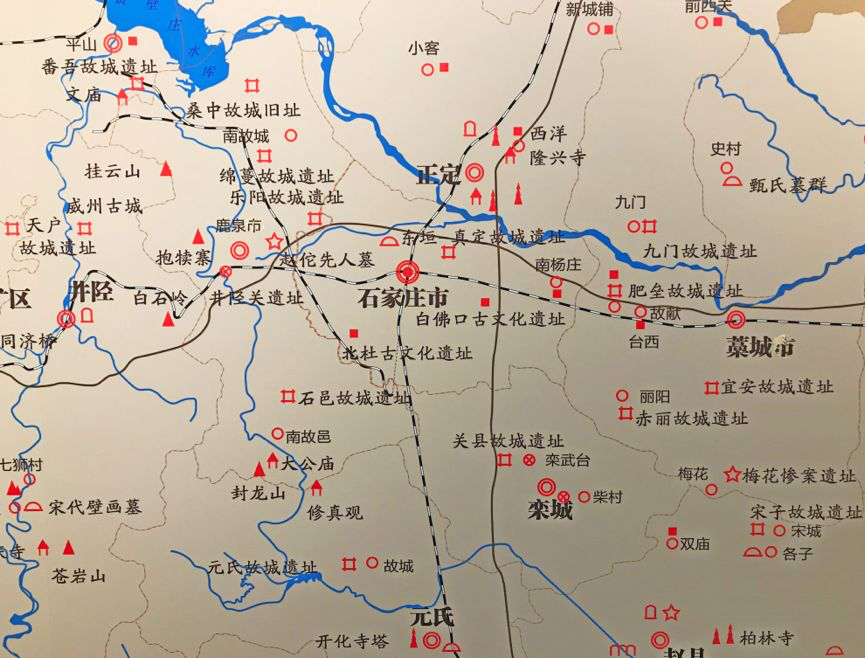 壁
庄
水
库
新城铺
前西关
平山
小客
番吾故城遗址
文庙
桑中故城旧址
南故城
西洋
隆兴寺
史村
挂云山
绵蔓故城遗址
正定
甄氏墓群
乐阳故城遗址
威州古城
九门
鹿泉市
天户
故城遗址
东垣
真定故城遗址
九门故城遗址
抱犊寨
赵佗先人墓
南杨庄
矿区
井陉
白石岭
井陉关遗址
石家庄市
肥垒故城遗址
故献
白佛口古文化遗址
同济桥
台西
藁城市
北杜古文化遗址
石邑故城遗址
丽阳
宜安故城遗址
赤丽故城遗址
南故邑
关县故城遗址
七狮村
大公庙
栾武台
梅花
梅花惨案遗址
封龙山
柴村
宋代壁画墓
修真观
栾城
宋子故城遗址
宋城
双庙
各子
寺
苍岩山
元氏故城遗址
故城
元氏
开化寺塔
柏林寺
赵县